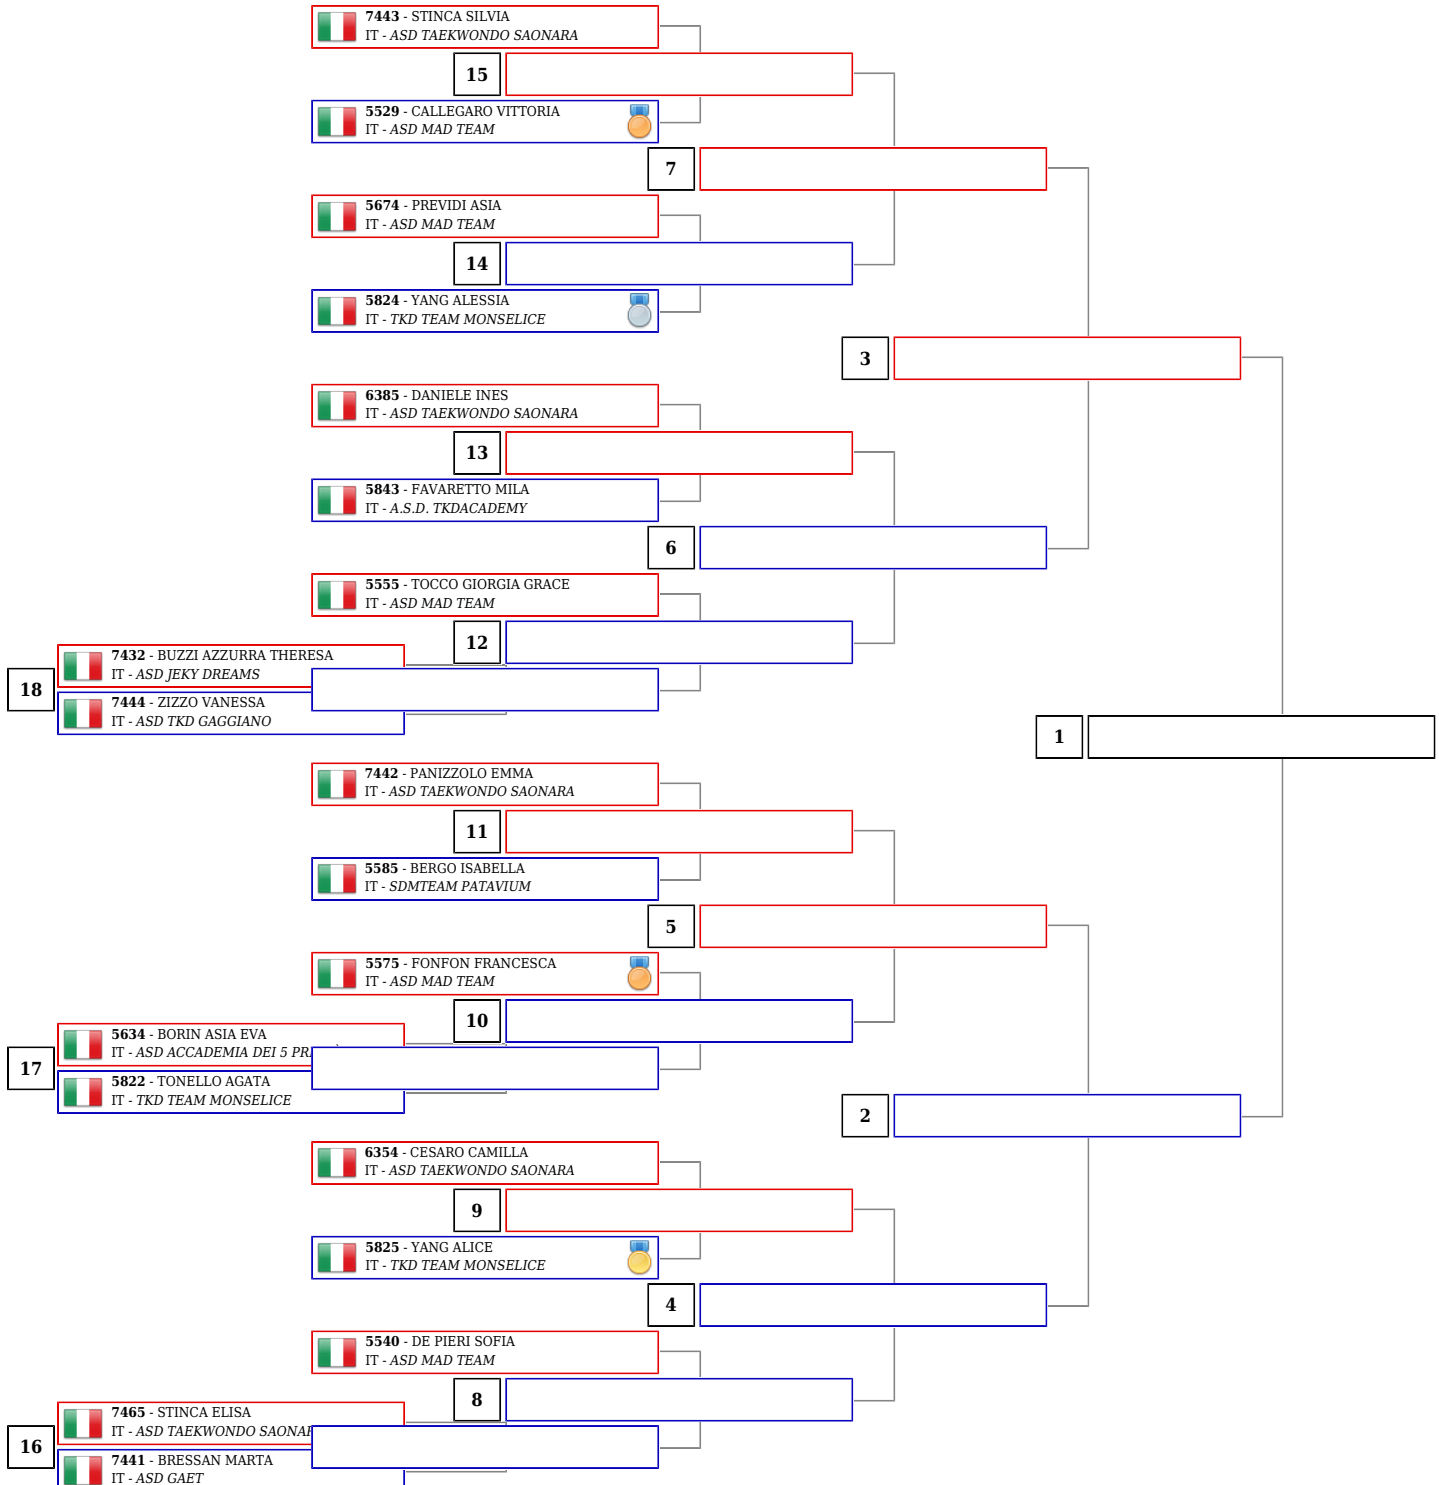 7443 - STINCA SILVIA
IT - ASD TAEKWONDO SAONARA
15
5529 - CALLEGARO VITTORIA
IT - ASD MAD TEAM
7
5674 - PREVIDI ASIA
IT - ASD MAD TEAM
14
5824 - YANG ALESSIA
IT - TKD TEAM MONSELICE
3
6385 - DANIELE INES
IT - ASD TAEKWONDO SAONARA
13
5843 - FAVARETTO MILA
IT - A.S.D. TKDACADEMY
6
5555 - TOCCO GIORGIA GRACE
IT - ASD MAD TEAM
12
7432 - BUZZI AZZURRA THERESA
IT - ASD JEKY DREAMS
18
7444 - ZIZZO VANESSA
IT - ASD TKD GAGGIANO
1
7442 - PANIZZOLO EMMA
IT - ASD TAEKWONDO SAONARA
11
5585 - BERGO ISABELLA
IT - SDMTEAM PATAVIUM
5
5575 - FONFON FRANCESCA
IT - ASD MAD TEAM
10
5634 - BORIN ASIA EVA
IT - ASD ACCADEMIA DEI 5
17
5822 - TONELLO AGATA
IT - TKD TEAM MONSELICE
2
6354 - CESARO CAMILLA
IT - ASD TAEKWONDO SAONARA
9
5825 - YANG ALICE
IT - TKD TEAM MONSELICE
4
5540 - DE PIERI SOFIA
IT - ASD MAD TEAM
8
7465 - STINCA ELISA
IT - ASD TAEKWONDO
16
7441 - BRESSAN MARTA
IT - ASD GAET